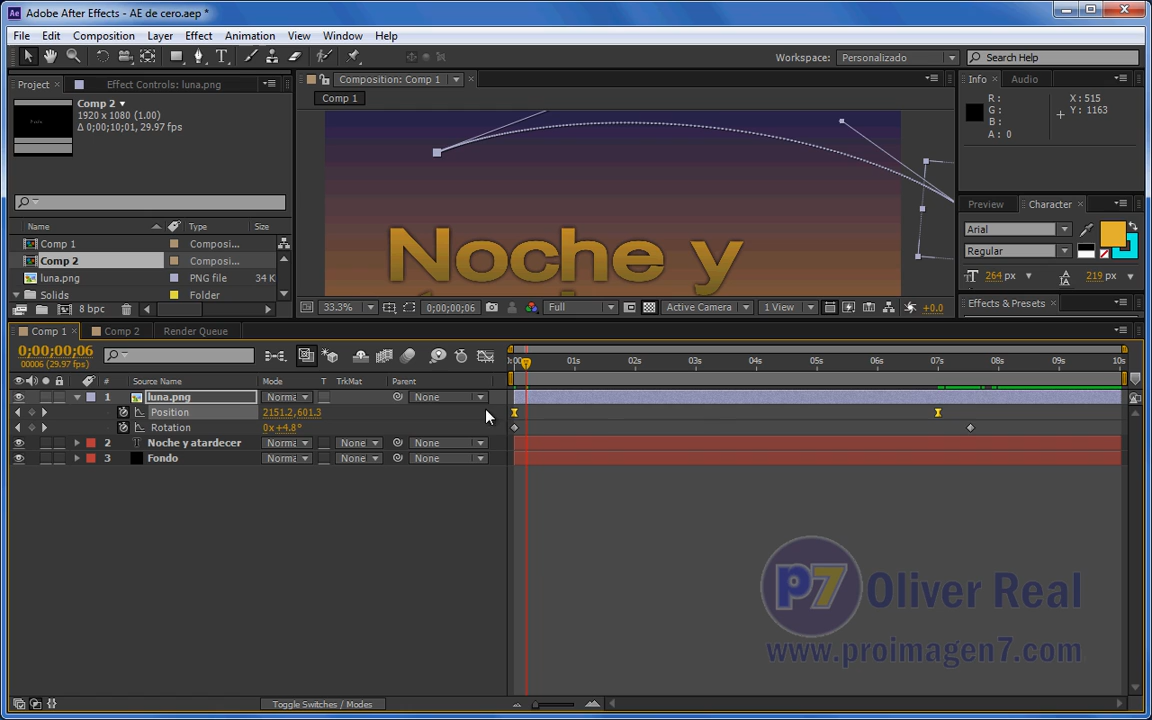 Adobe After Effects - AE de cero.aep *
File Edit Composition Layer Effect Animation View Window Help
Workspace: Personalizado Search Help
Project Effect Controls: luna.png
Composition: Comp 1
Info Audio
Comp 2
1920 x 1080 (1.00)
Δ 0;00;10;01, 29.97 fps
Comp 1
R: X: 515
G: Y: 1163
B:
A: 0
Preview Character
Arial
Regular
264 px 219 px
Effects & Presets
Name Type Size
Comp 1 Composi...
Comp 2 Composi...
luna.png PNG file 34 K
Solids Folder
8 bpc
Noche y
33.3% 0;00;00;06 Full Active Camera 1 View +0.0
Comp 1 Comp 2 Render Queue
0;00;00;06
00006 (29.97 fps)
:00s 01s 02s 03s 04s 05s 06s 07s 08s 09s 10s
# Source Name Mode T TrkMat Parent
1 luna.png Norma None
Position 2151.2,601.3
Rotation 0x+4.8°
2 T Noche y atardecer Norma None None
3 Fondo Norma None None
p7 Oliver Real
www.proimagen7.com
Toggle Switches / Modes